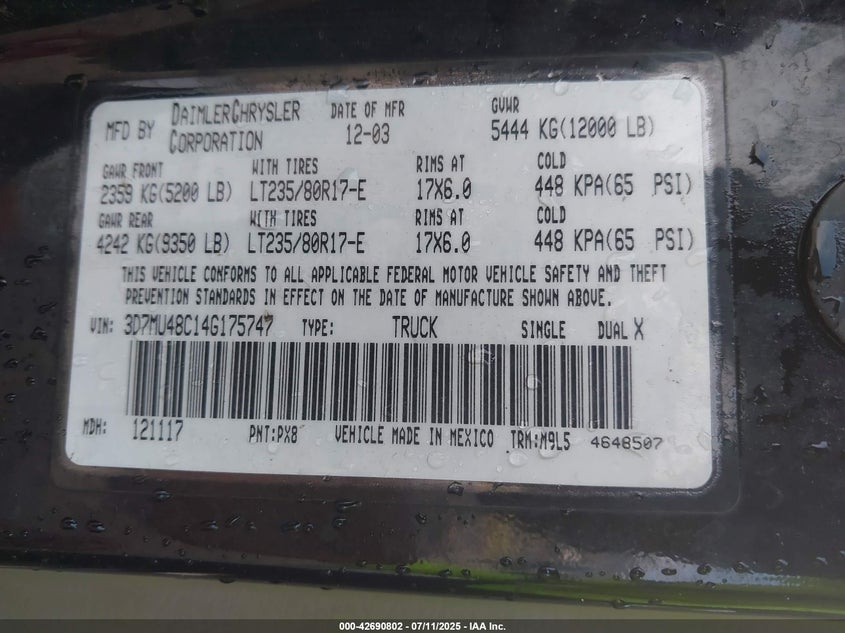 MFD BY DAIMLERCHRYSLER CORPORATION DATE OF MFR 12-03 GVWR 5444 KG(12000 LB)
GAWR FRONT WITH TIRES RIMS AT COLD
2359 KG(5200 LB) LT235/80R17-E 17X6.0 448 KPA(65 PSI)
GAWR REAR WITH TIRES RIMS AT COLD
4242 KG(9350 LB) LT235/80R17-E 17X6.0 448 KPA(65 PSI)
THIS VEHICLE CONFORMS TO ALL APPLICABLE FEDERAL MOTOR VEHICLE SAFETY AND THEFT
PREVENTION STANDARDS IN EFFECT ON THE DATE OF MANUFACTURE SHOWN ABOVE.
VIN: 3D7MU48C14G175747 TYPE: TRUCK SINGLE DUAL X
MDH: 121117 PNT:PX8 VEHICLE MADE IN MEXICO TRM:M9L5 4648507
000-42690802 - 07/11/2025 - IAA Inc.